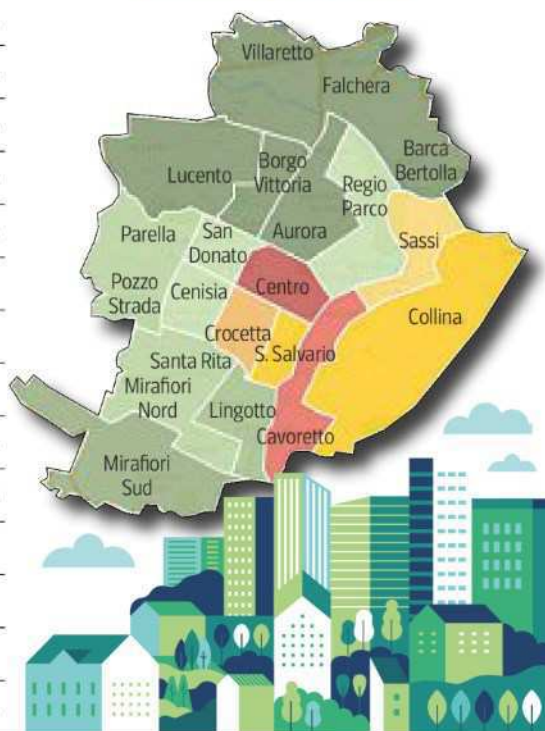 Villaretto
Falchera
Barca
Bertolla
Borgo
Vittoria
Lucento
Regio
Parco
Aurora
Parella
San
Donato
Sassi
Pozzo
Strada
Cenisia
Centro
Collina
Crocetta
S. Salvario
Santa Rita
Mirafiori
Nord
Lingotto
Cavoretto
Mirafiori
Sud